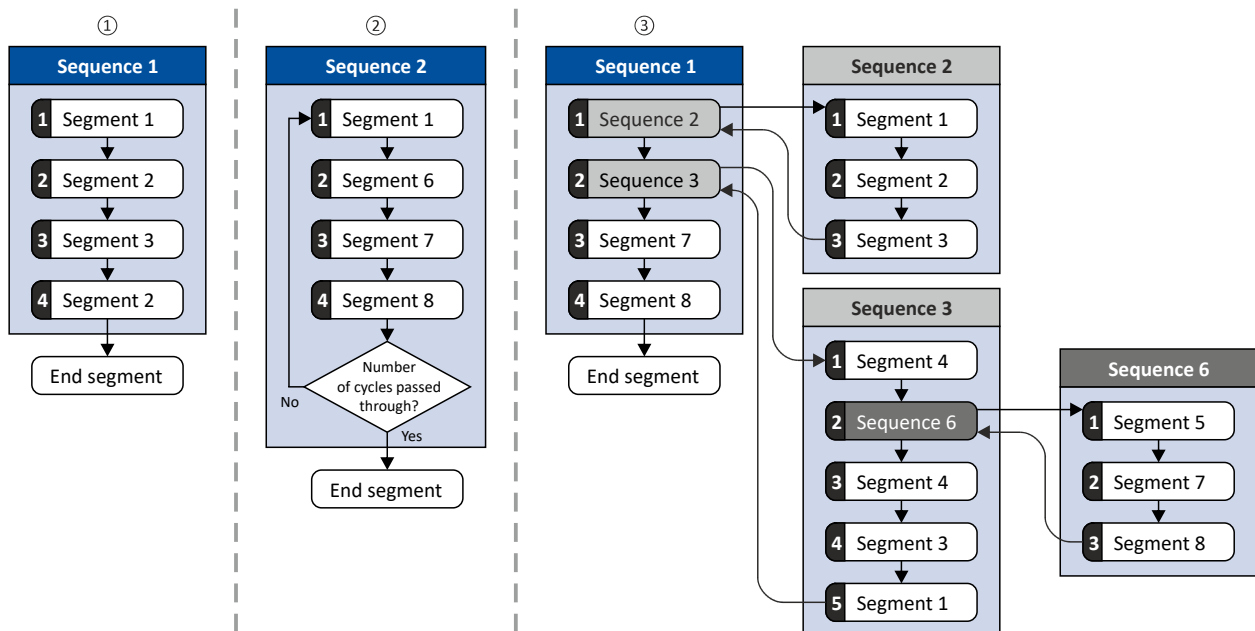 ①
Sequence 1
1 Segment 1
2 Segment 2
3 Segment 3
4 Segment 2
End segment
②
Sequence 2
1 Segment 1
2 Segment 6
3 Segment 7
4 Segment 8
Number
of cycles passed
through?
No
Yes
End segment
③
Sequence 1
1 Sequence 2
2 Sequence 3
3 Segment 7
4 Segment 8
End segment
Sequence 2
1 Segment 1
2 Segment 2
3 Segment 3
Sequence 3
1 Segment 4
2 Sequence 6
3 Segment 4
4 Segment 3
5 Segment 1
Sequence 6
1 Segment 5
2 Segment 7
3 Segment 8